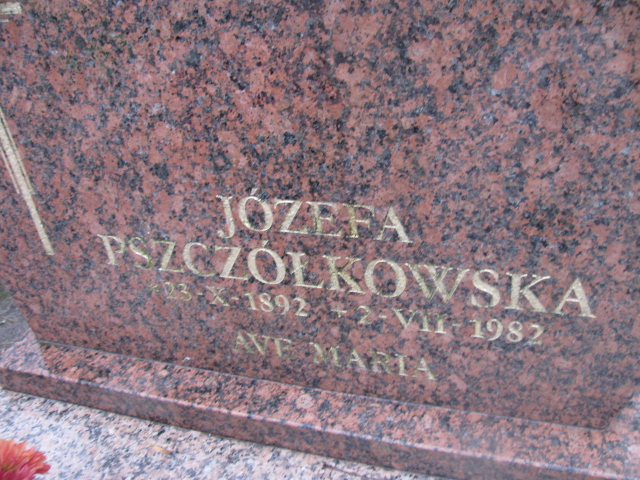 JÓZEFA
PSZCZÓŁKOWSKA
*23-X-1892 +2-VII-1982
AVE MARIA